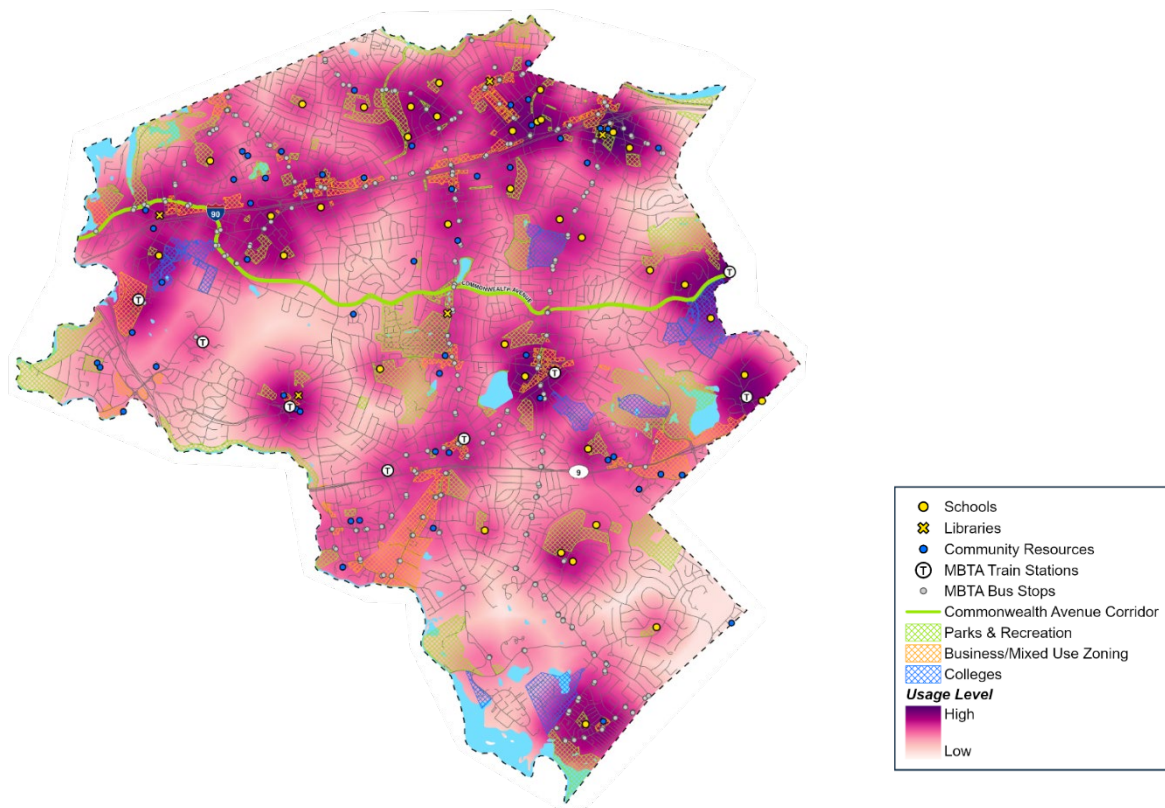 90
COMMONWEALTH AVENUE
T
T
T
T
T
T
T
T
9
Schools
Libraries
Community Resources
T MBTA Train Stations
MBTA Bus Stops
Commonwealth Avenue Corridor
Parks & Recreation
Business/Mixed Use Zoning
Colleges
Usage Level
High
Low